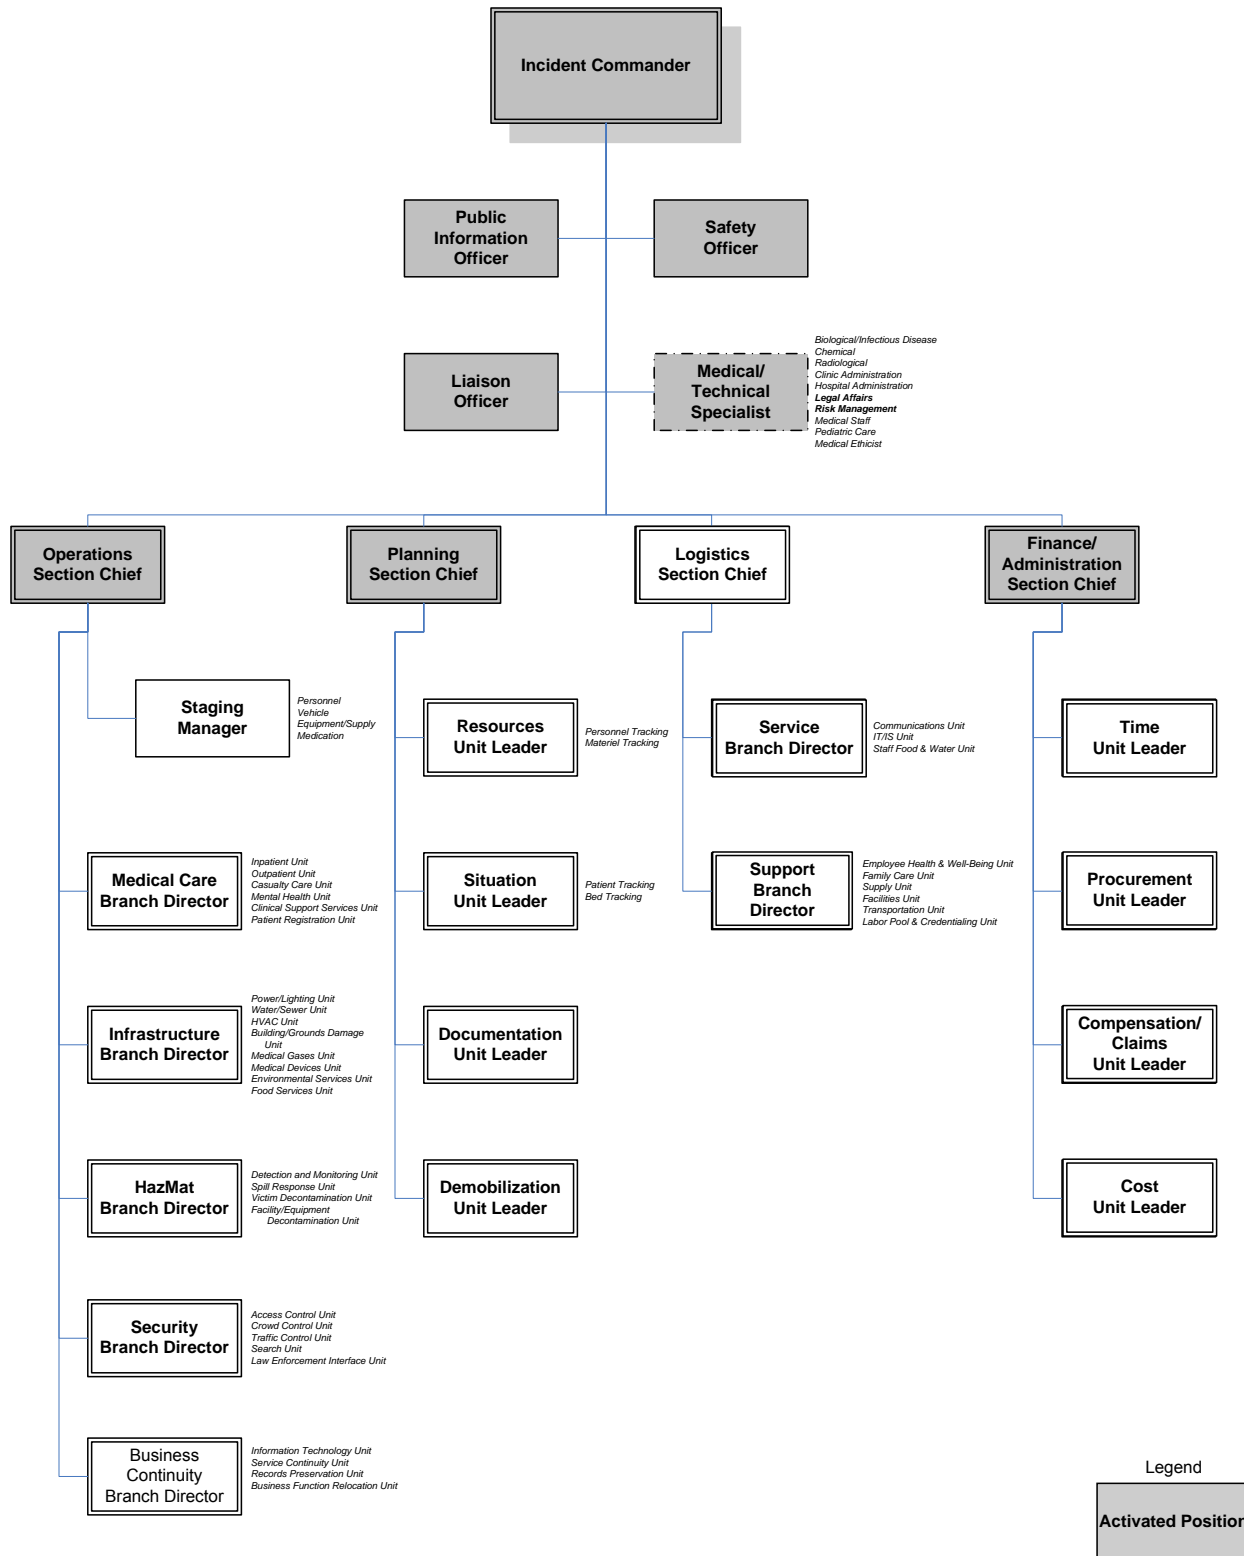 Incident Commander
Public
Information
Officer
Safety
Officer
Liaison
Officer
Medical/
Technical
Specialist
Biological/Infectious Disease
Chemical
Radiological
Clinic Administration
Hospital Administration
Legal Affairs
Risk Management
Medical Staff
Pediatric Care
Medical Ethicist
Operations
Section Chief
Planning
Section Chief
Logistics
Section Chief
Finance/
Administration
Section Chief
Staging
Manager
Personnel
Vehicle
Equipment/Supply
Medication
Resources
Unit Leader
Personnel Tracking
Materiel Tracking
Service
Branch Director
Communications Unit
IT/IS Unit
Staff Food & Water Unit
Time
Unit Leader
Medical Care
Branch Director
Inpatient Unit
Outpatient Unit
Casualty Care Unit
Mental Health Unit
Clinical Support Services Unit
Patient Registration Unit
Situation
Unit Leader
Patient Tracking
Bed Tracking
Support
Branch
Director
Employee Health & Well-Being Unit
Family Care Unit
Supply Unit
Facilities Unit
Transportation Unit
Labor Pool & Credentialing Unit
Procurement
Unit Leader
Infrastructure
Branch Director
Power/Lighting Unit
Water/Sewer Unit
HVAC Unit
Building/Grounds Damage
Unit
Medical Gases Unit
Medical Devices Unit
Environmental Services Unit
Food Services Unit
Documentation
Unit Leader
Compensation/
Claims
Unit Leader
HazMat
Branch Director
Detection and Monitoring Unit
Spill Response Unit
Victim Decontamination Unit
Facility/Equipment
Decontamination Unit
Demobilization
Unit Leader
Cost
Unit Leader
Security
Branch Director
Access Control Unit
Crowd Control Unit
Traffic Control Unit
Search Unit
Law Enforcement Interface Unit
Business
Continuity
Branch Director
Information Technology Unit
Service Continuity Unit
Records Preservation Unit
Business Function Relocation Unit
Legend
Activated Position